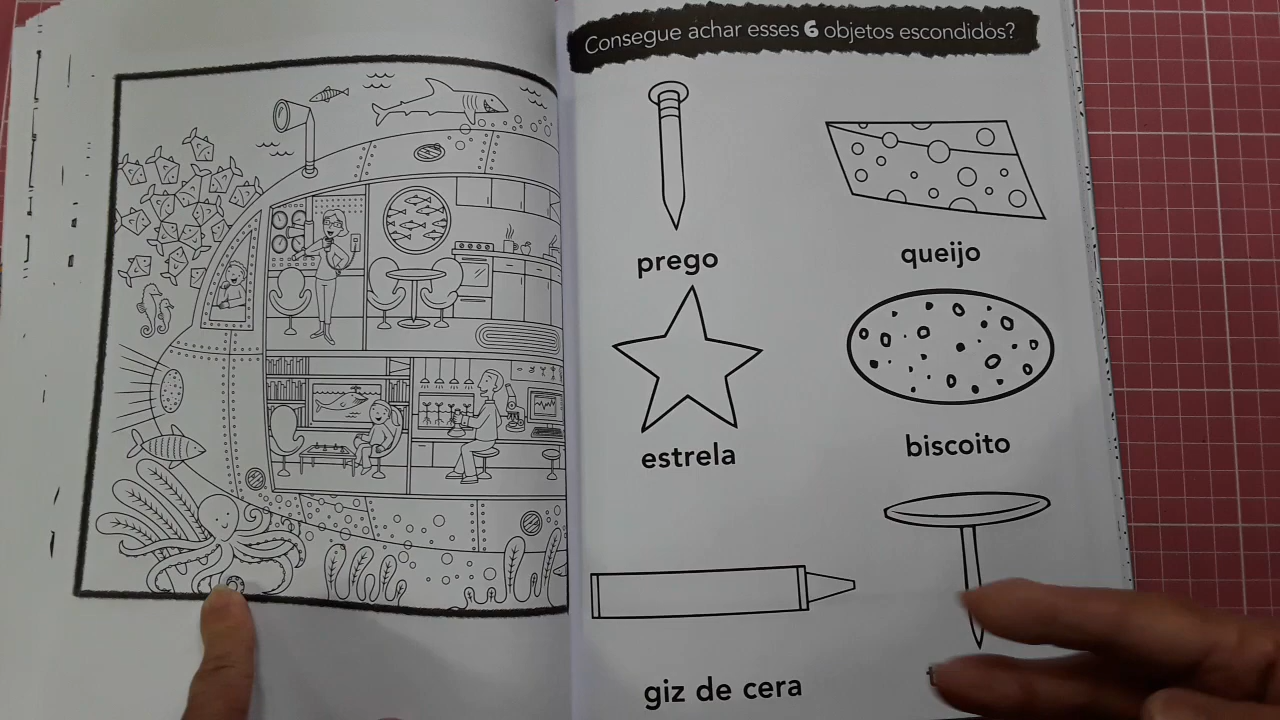 Consegue achar esses 6 objetos escondidos?
prego
queijo
estrela
biscoito
giz de cera